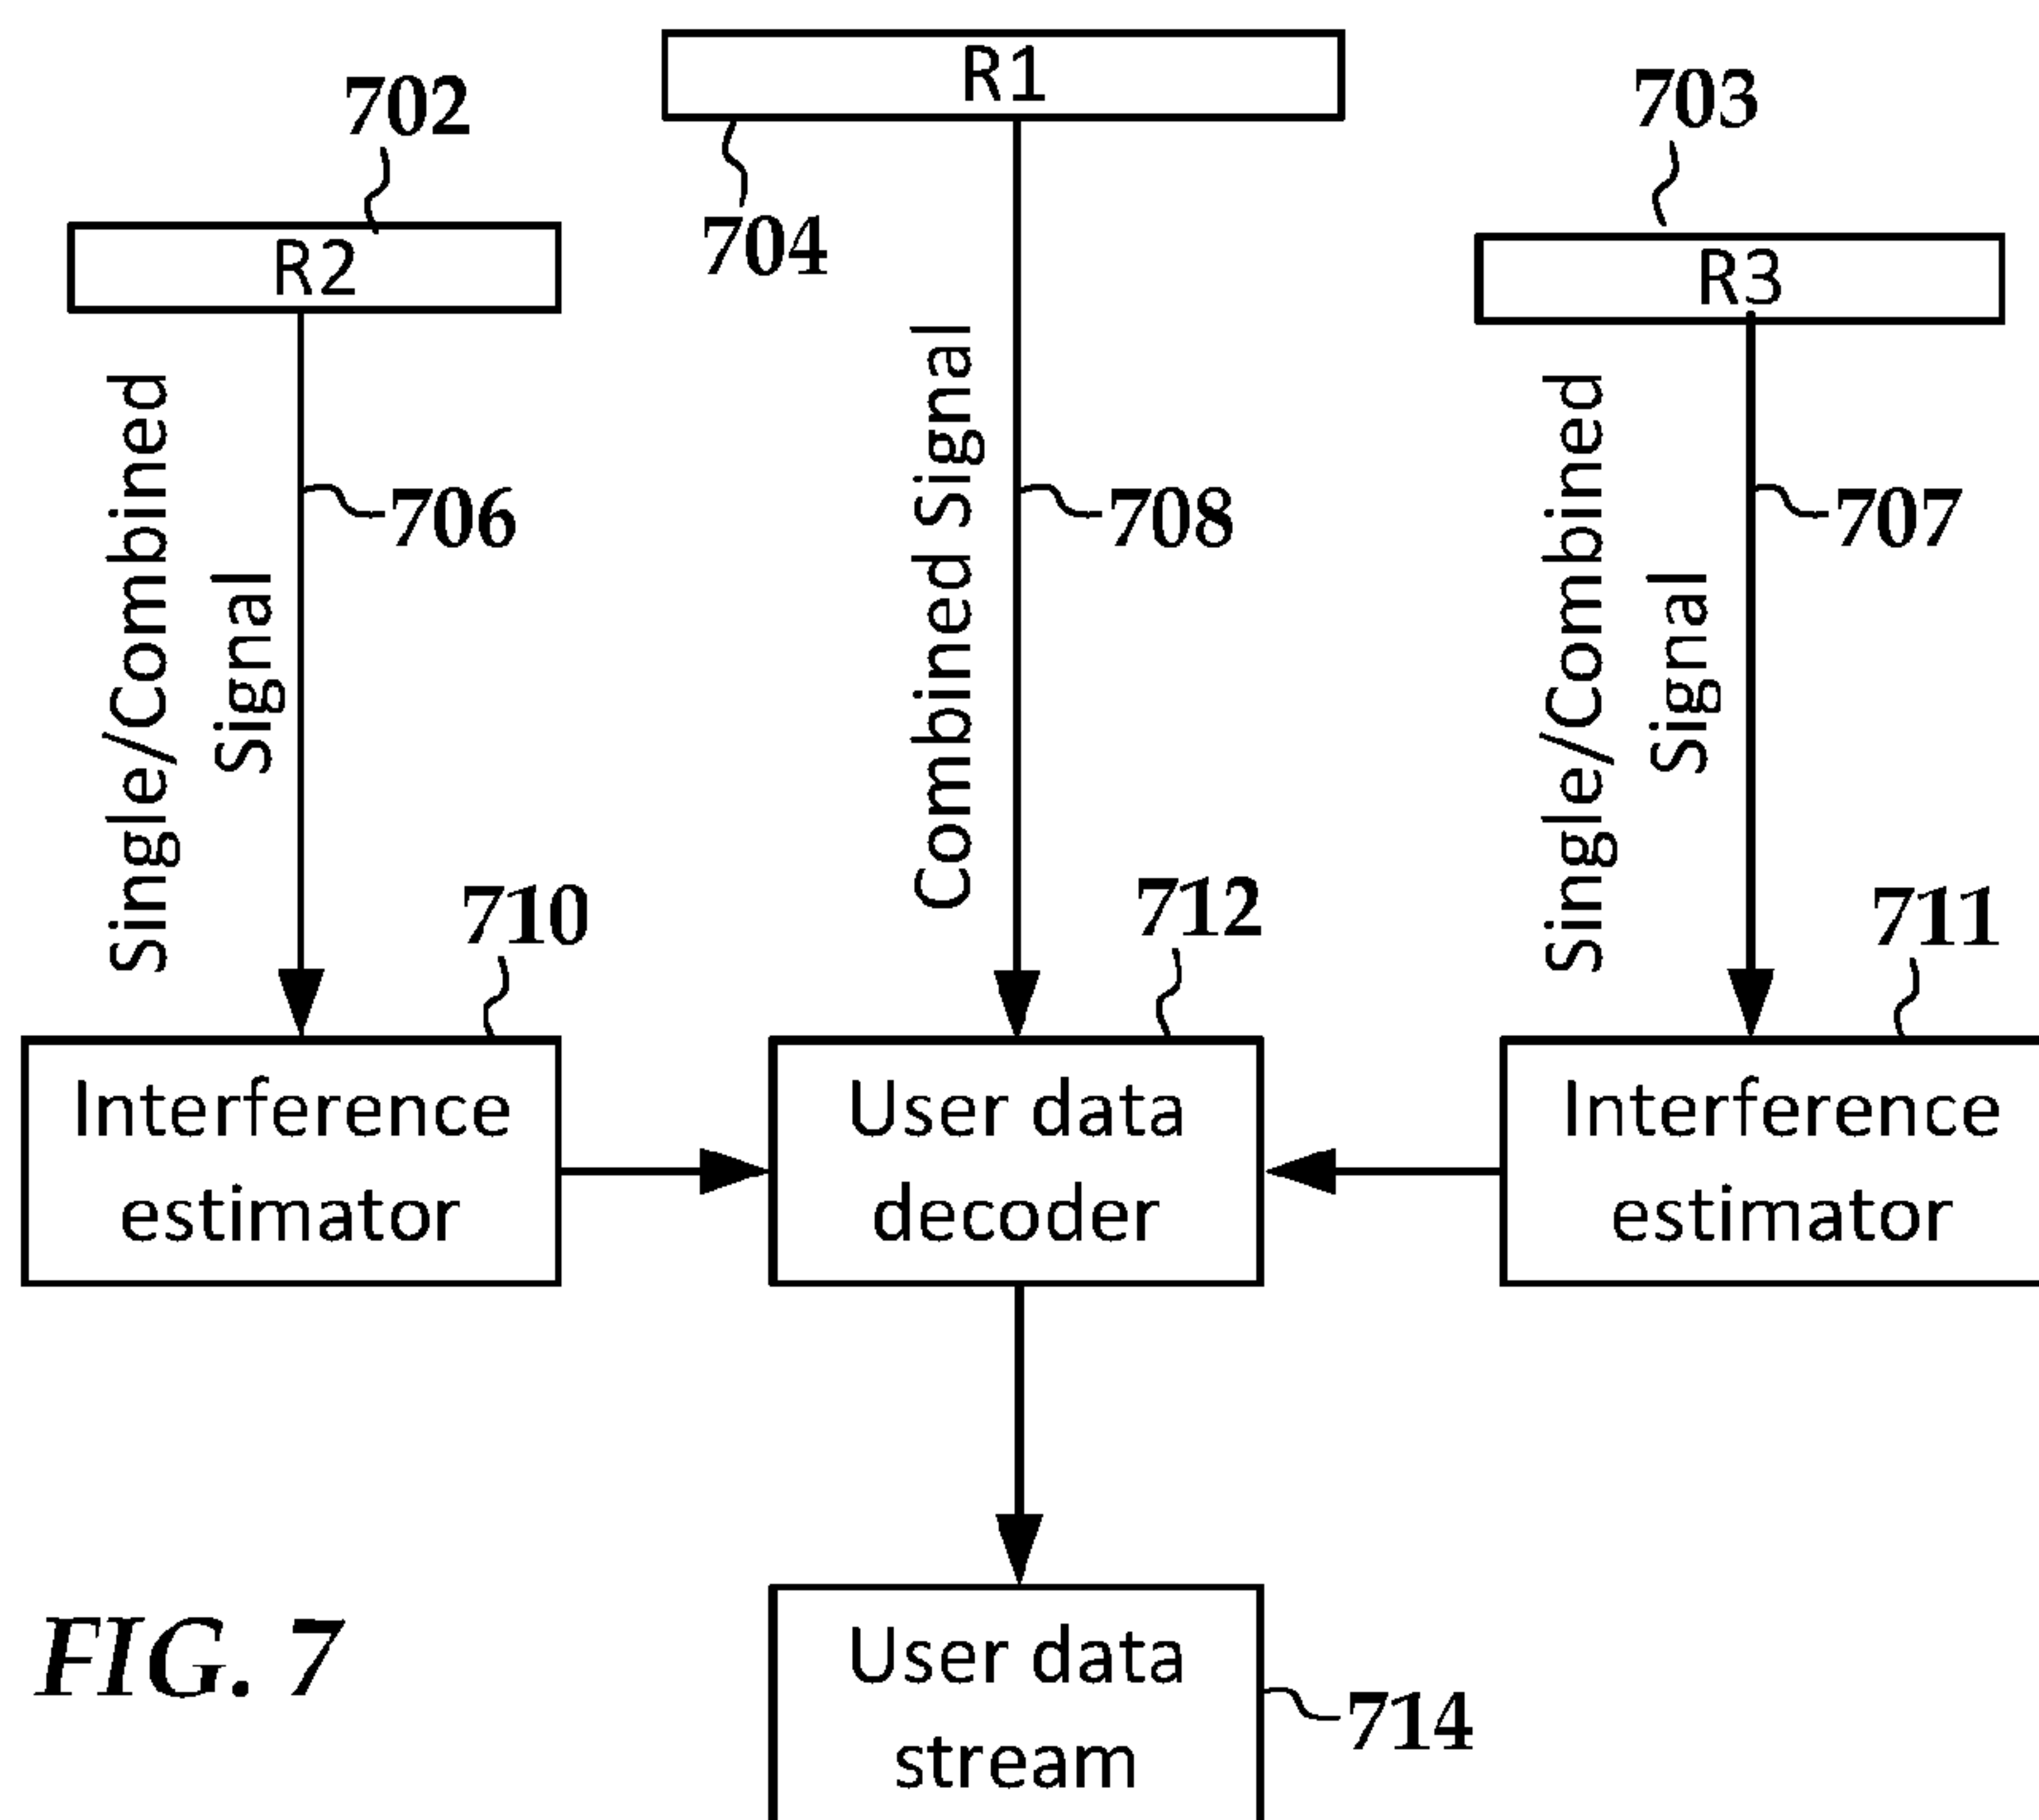 R1
702
703
704
R2
R3
Single/Combined
Signal
706
Combined Signal
708
Single/Combined
Signal
707
710
712
711
Interference
estimator
User data
decoder
Interference
estimator
FIG. 7
User data
stream
714